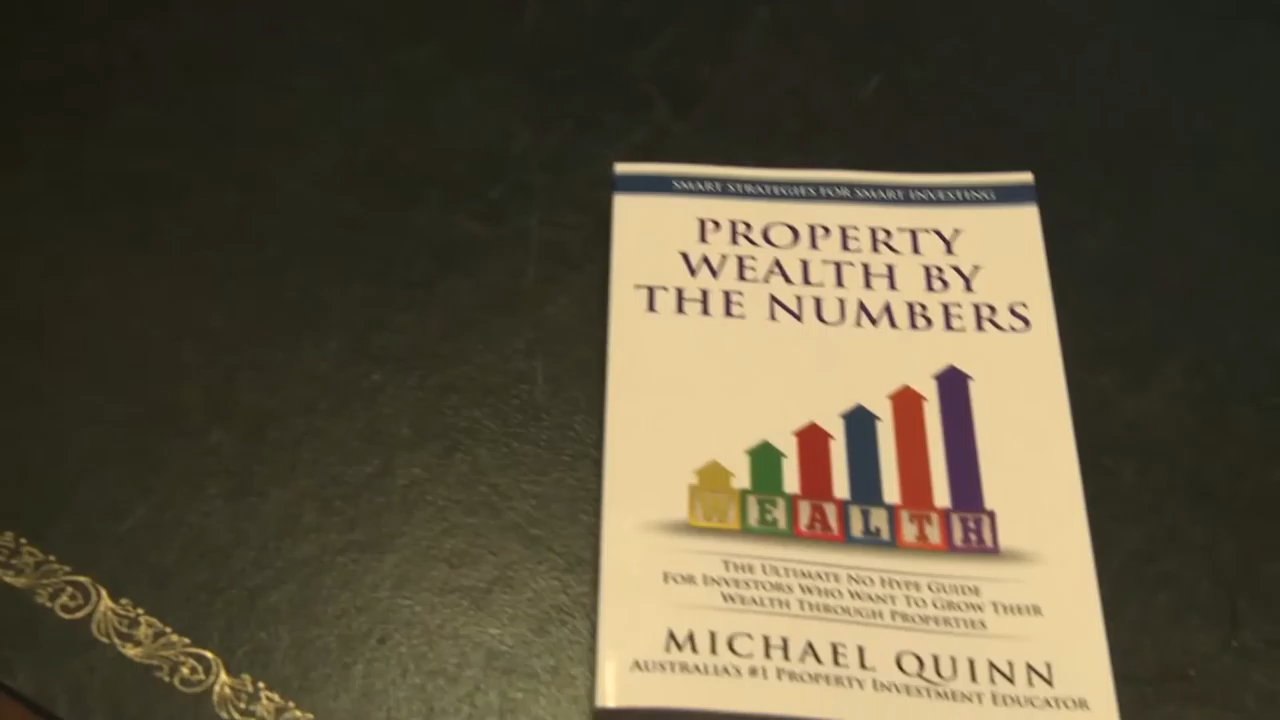 SMART STRATEGIES FOR SMART INVESTING
PROPERTY
WEALTH BY
THE NUMBERS
WEALTH
THE ULTIMATE NO HYPE GUIDE
FOR INVESTORS WHO WANT TO GROW THEIR
WEALTH THROUGH PROPERTIES
MICHAEL QUINN
AUSTRALIA'S #1 PROPERTY INVESTMENT EDUCATOR